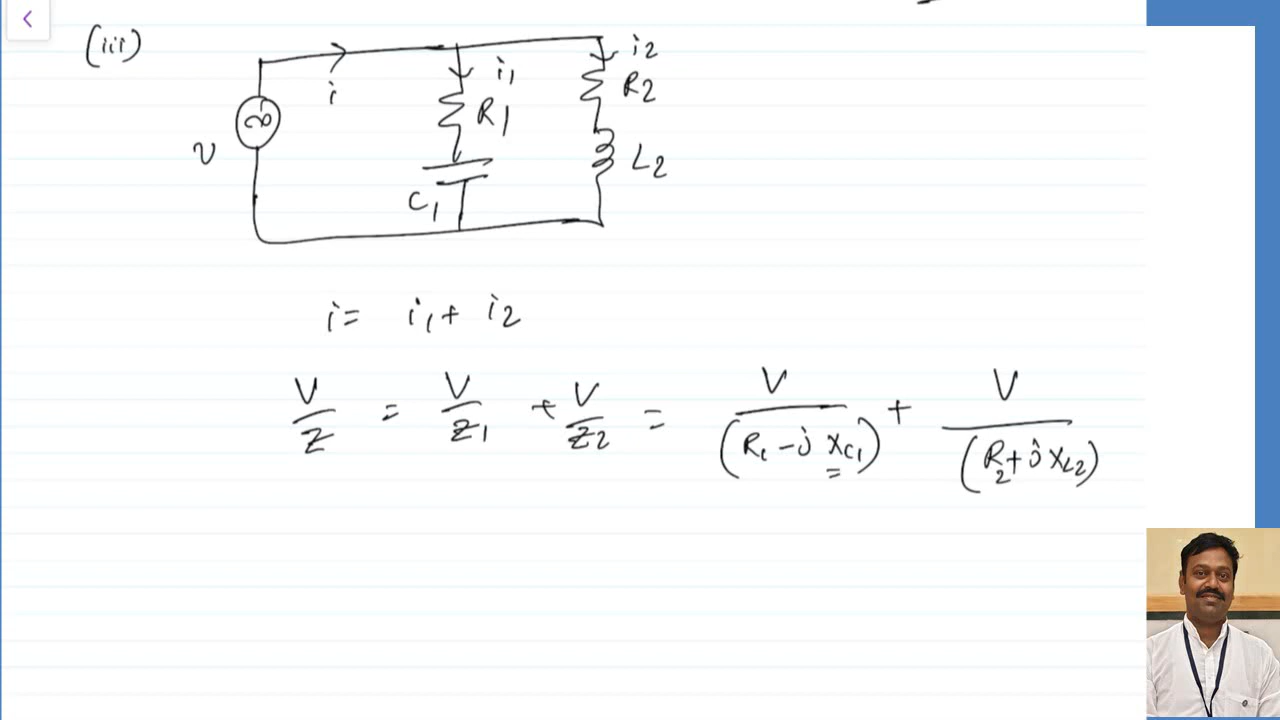 (iii)
i
i1
i2
R1
R2
v
C1
L2
i = i1 + i2
V/Z = V/Z1 + V/Z2 = V/(R1 - j XC1) + V/(R2 + j XL2)